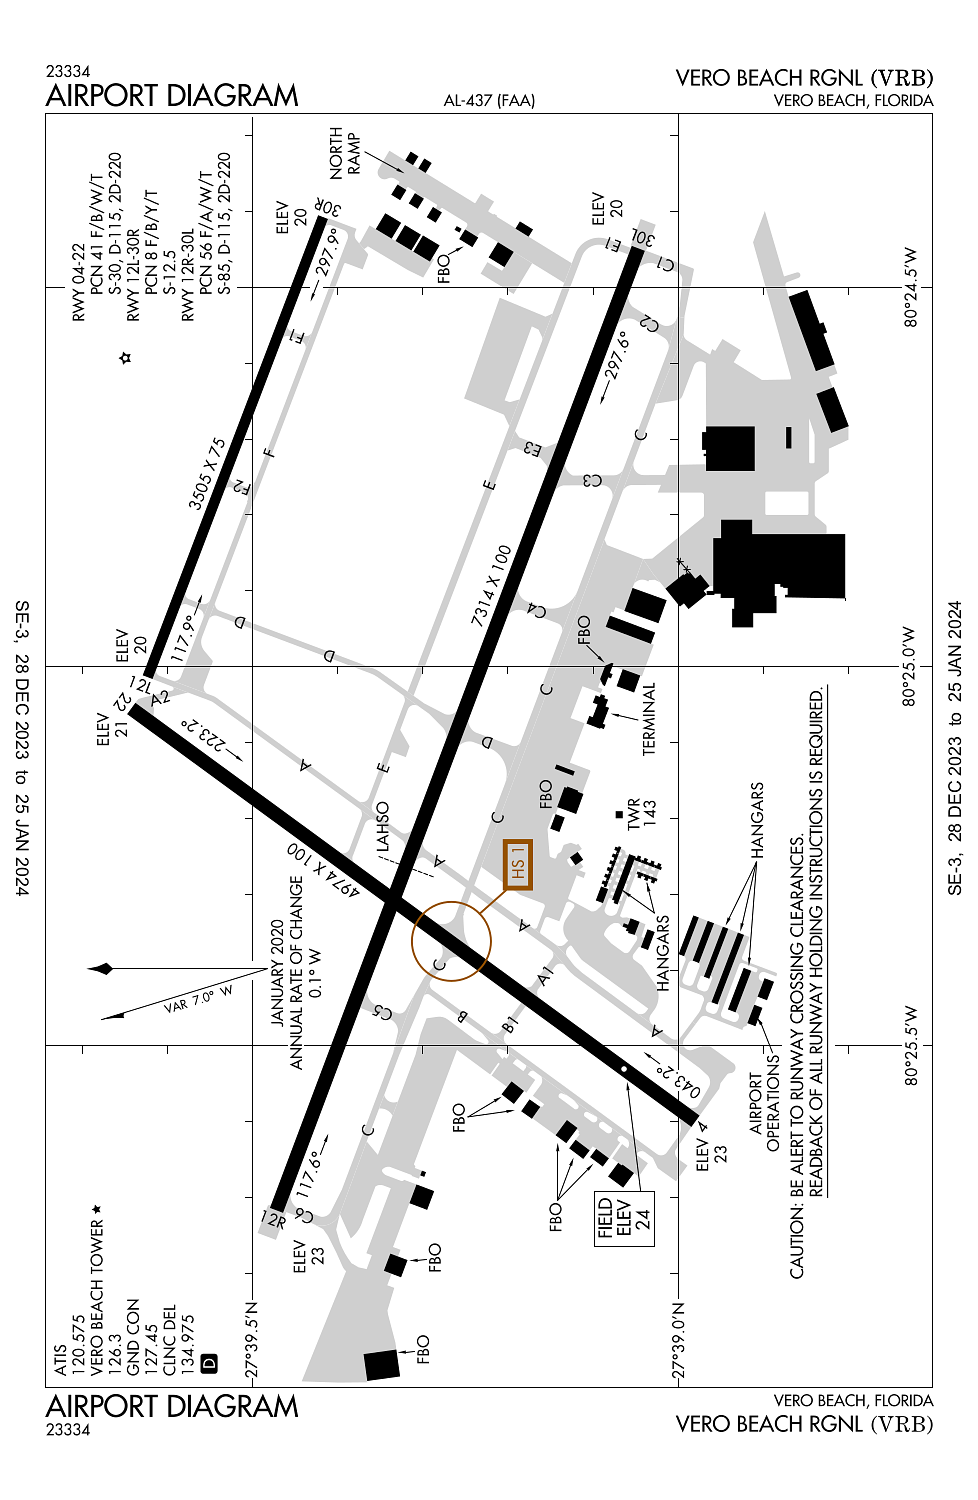 23334
AIRPORT DIAGRAM
AL-437 (FAA)
VERO BEACH RGNL (VRB)
VERO BEACH, FLORIDA
RWY 04-22
PCN 41 F/B/W/T
S-30, D-115, 2D-220
RWY 12L-30R
PCN 8 F/B/Y/T
S-12.5
RWY 12R-30L
PCN 56 F/A/W/T
S-85, D-115, 2D-220
NORTH
RAMP
ELEV
20
30R
297.9°
FBO
ELEV
20
30L
E1
C1
C2
297.6°
F1
F
F2
3505 X 75
E3
E
C3
C
80°24.5'W
7314 X 100
C4
D
D
117.9°
ELEV
20
12L
A2
22
ELEV
21
223.2°
A
E
LAHSO
A
4974 X 100
C
D
C
FBO
TERMINAL
FBO
TWR
143
HANGARS
HANGARS
80°25.0'W
HS 1
A
A1
A
C
B
B1
C5
JANUARY 2020
ANNUAL RATE OF CHANGE
0.1° W
VAR 7.0° W
043.2°
4
ELEV
23
FIELD
ELEV
24
AIRPORT
OPERATIONS
80°25.5'W
FBO
FBO
C
117.6°
12R
C6
ELEV
23
FBO
FBO
CAUTION: BE ALERT TO RUNWAY CROSSING CLEARANCES.
READBACK OF ALL RUNWAY HOLDING INSTRUCTIONS IS REQUIRED.
ATIS
120.575
VERO BEACH TOWER
126.3
GND CON
127.45
CLNC DEL
134.975
D
27°39.5'N
27°39.0'N
SE-3, 28 DEC 2023 to 25 JAN 2024
SE-3, 28 DEC 2023 to 25 JAN 2024
AIRPORT DIAGRAM
23334
VERO BEACH, FLORIDA
VERO BEACH RGNL (VRB)